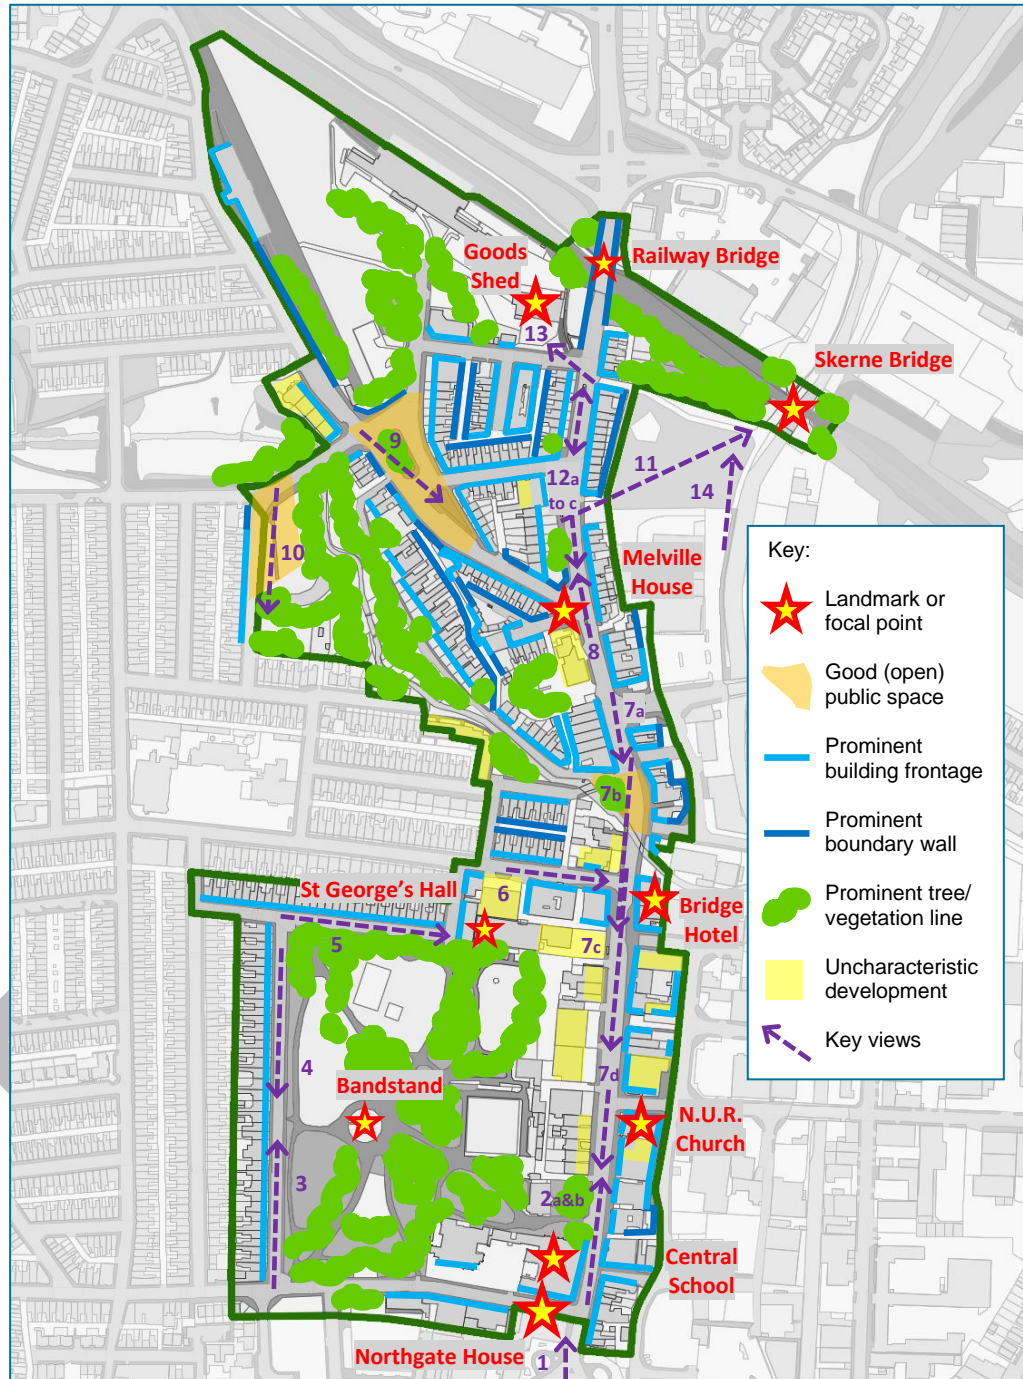 Goods
Shed
Railway Bridge
13
Skerne Bridge
9
11
12a
to c
14
10
Melville
House
8
7a
7b
Key:
Landmark or
focal point
Good (open)
public space
Prominent
building frontage
Prominent
boundary wall
Prominent tree/
vegetation line
Uncharacteristic
development
Key views
St George's Hall
6
Bridge
Hotel
5
7c
4
7d
Bandstand
N.U.R.
Church
3
2a&b
Central
School
Northgate House
1